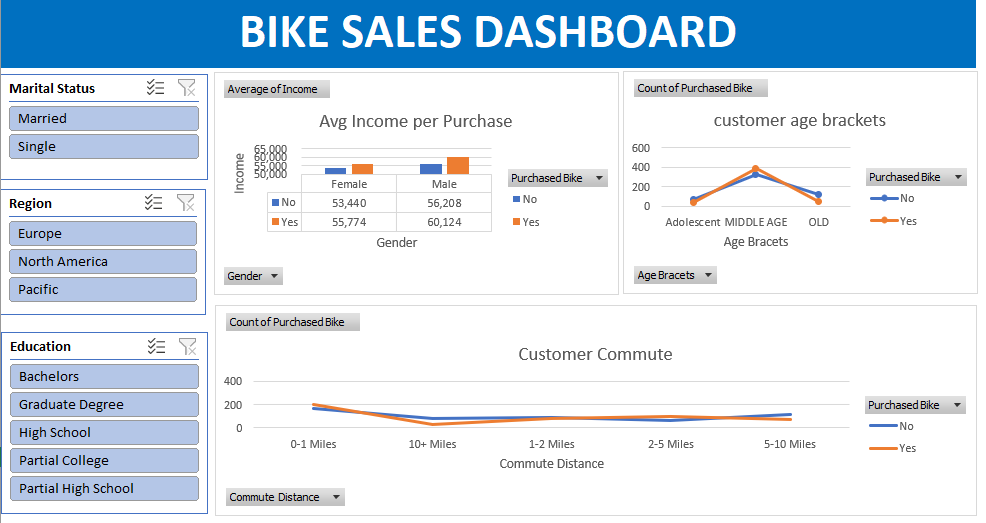 BIKE SALES DASHBOARD
Marital Status
Married
Single
Region
Europe
North America
Pacific
Education
Bachelors
Graduate Degree
High School
Partial College
Partial High School
Average of Income
Avg Income per Purchase
Income
65,000
60,000
55,000
50,000
Female Male
No 53,440 56,208
Yes 55,774 60,124
Gender
Purchased Bike
No
Yes
Gender
Count of Purchased Bike
customer age brackets
600
400
200
0
Adolescent MIDDLE AGE OLD
Age Bracets
Purchased Bike
No
Yes
Age Bracets
Count of Purchased Bike
Customer Commute
400
200
0
0-1 Miles 10+ Miles 1-2 Miles 2-5 Miles 5-10 Miles
Commute Distance
Purchased Bike
No
Yes
Commute Distance